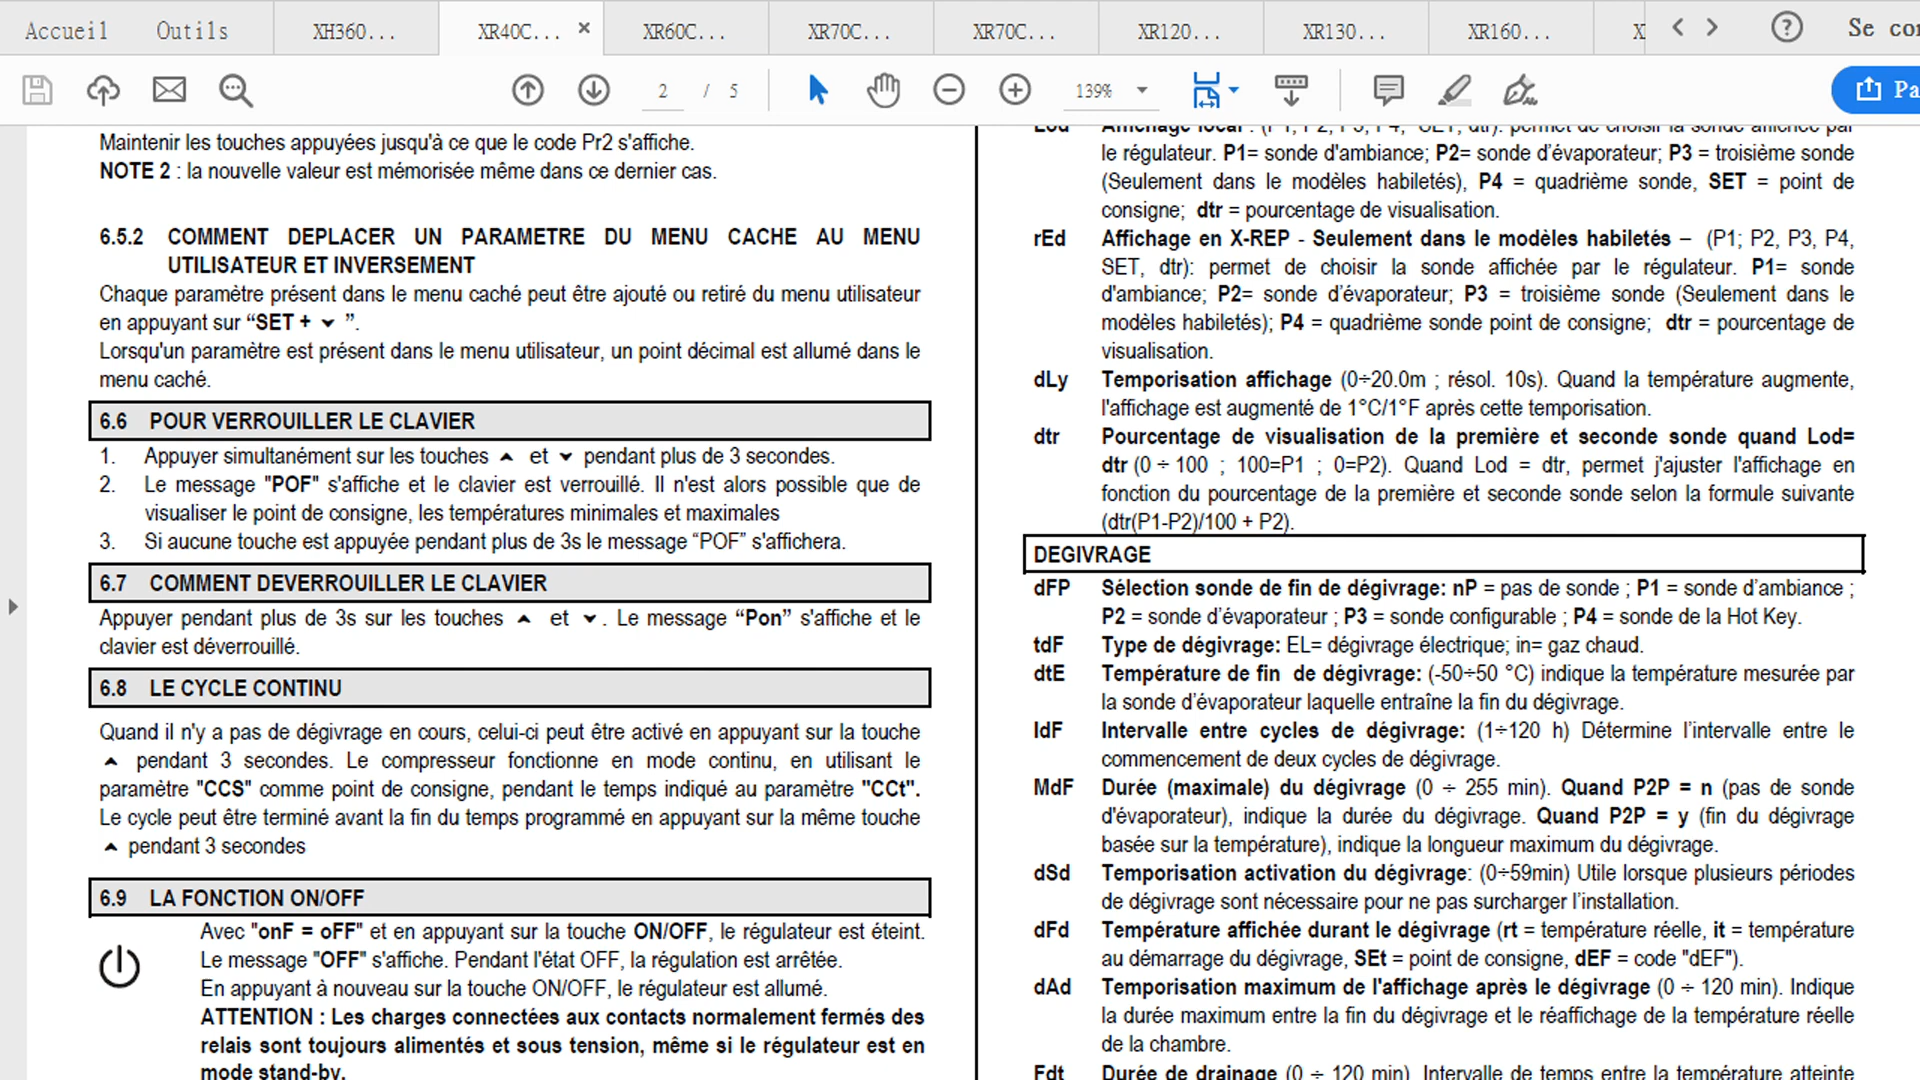 Accueil Outils XH360... XR40C... × XR60C... XR70C... XR70C... XR120... XR130... XR160... Se
2 / 5 139%
Maintenir les touches appuyées jusqu'à ce que le code Pr2 s'affiche.
NOTE 2 : la nouvelle valeur est mémorisée même dans ce dernier cas.
6.5.2 COMMENT DEPLACER UN PARAMETRE DU MENU CACHE AU MENU
UTILISATEUR ET INVERSEMENT
Chaque paramètre présent dans le menu caché peut être ajouté ou retiré du menu utilisateur
en appuyant sur “SET + ”.
Lorsqu'un paramètre est présent dans le menu utilisateur, un point décimal est allumé dans le
menu caché.
6.6 POUR VERROUILLER LE CLAVIER
1. Appuyer simultanément sur les touches et pendant plus de 3 secondes.
2. Le message "POF" s'affiche et le clavier est verrouillé. Il n'est alors possible que de
visualiser le point de consigne, les températures minimales et maximales
3. Si aucune touche est appuyée pendant plus de 3s le message “POF” s'affichera.
6.7 COMMENT DEVERROUILLER LE CLAVIER
Appuyer pendant plus de 3s sur les touches et . Le message “Pon” s'affiche et le
clavier est déverrouillé.
6.8 LE CYCLE CONTINU
Quand il n'y a pas de dégivrage en cours, celui-ci peut être activé en appuyant sur la touche
pendant 3 secondes. Le compresseur fonctionne en mode continu, en utilisant le
paramètre "CCS" comme point de consigne, pendant le temps indiqué au paramètre "CCt".
Le cycle peut être terminé avant la fin du temps programmé en appuyant sur la même touche
pendant 3 secondes
6.9 LA FONCTION ON/OFF
Avec "onF = oFF" et en appuyant sur la touche ON/OFF, le régulateur est éteint.
Le message "OFF" s'affiche. Pendant l'état OFF, la régulation est arrêtée.
En appuyant à nouveau sur la touche ON/OFF, le régulateur est allumé.
ATTENTION : Les charges connectées aux contacts normalement fermés des
relais sont toujours alimentés et sous tension, même si le régulateur est en
mode stand-by.
Lod Affichage local : (P1, P2, P3, P4, SET, dtr): permet de choisir la sonde affichée par
le régulateur. P1= sonde d'ambiance; P2= sonde d’évaporateur; P3 = troisième sonde
(Seulement dans le modèles habiletés), P4 = quadrième sonde, SET = point de
consigne; dtr = pourcentage de visualisation.
rEd Affichage en X-REP - Seulement dans le modèles habiletés – (P1; P2, P3, P4,
SET, dtr): permet de choisir la sonde affichée par le régulateur. P1= sonde
d'ambiance; P2= sonde d’évaporateur; P3 = troisième sonde (Seulement dans le
modèles habiletés); P4 = quadrième sonde point de consigne; dtr = pourcentage de
visualisation.
dLy Temporisation affichage (0÷20.0m ; résol. 10s). Quand la température augmente,
l'affichage est augmenté de 1°C/1°F après cette temporisation.
dtr Pourcentage de visualisation de la première et seconde sonde quand Lod=
dtr (0 ÷ 100 ; 100=P1 ; 0=P2). Quand Lod = dtr, permet j'ajuster l'affichage en
fonction du pourcentage de la première et seconde sonde selon la formule suivante
(dtr(P1-P2)/100 + P2).
DEGIVRAGE
dFP Sélection sonde de fin de dégivrage: nP = pas de sonde ; P1 = sonde d’ambiance ;
P2 = sonde d’évaporateur ; P3 = sonde configurable ; P4 = sonde de la Hot Key.
tdF Type de dégivrage: EL= dégivrage électrique; in= gaz chaud.
dtE Température de fin de dégivrage: (-50÷50 °C) indique la température mesurée par
la sonde d’évaporateur laquelle entraîne la fin du dégivrage.
IdF Intervalle entre cycles de dégivrage: (1÷120 h) Détermine l’intervalle entre le
commencement de deux cycles de dégivrage.
MdF Durée (maximale) du dégivrage (0 ÷ 255 min). Quand P2P = n (pas de sonde
d'évaporateur), indique la durée du dégivrage. Quand P2P = y (fin du dégivrage
basée sur la température), indique la longueur maximum du dégivrage.
dSd Temporisation activation du dégivrage: (0÷59min) Utile lorsque plusieurs périodes
de dégivrage sont nécessaire pour ne pas surcharger l’installation.
dFd Température affichée durant le dégivrage (rt = température réelle, it = température
au démarrage du dégivrage, SEt = point de consigne, dEF = code "dEF").
dAd Temporisation maximum de l'affichage après le dégivrage (0 ÷ 120 min). Indique
la durée maximum entre la fin du dégivrage et le réaffichage de la température réelle
de la chambre.
Fdt Durée de drainage (0 ÷ 120 min). Intervalle de temps entre la température atteinte